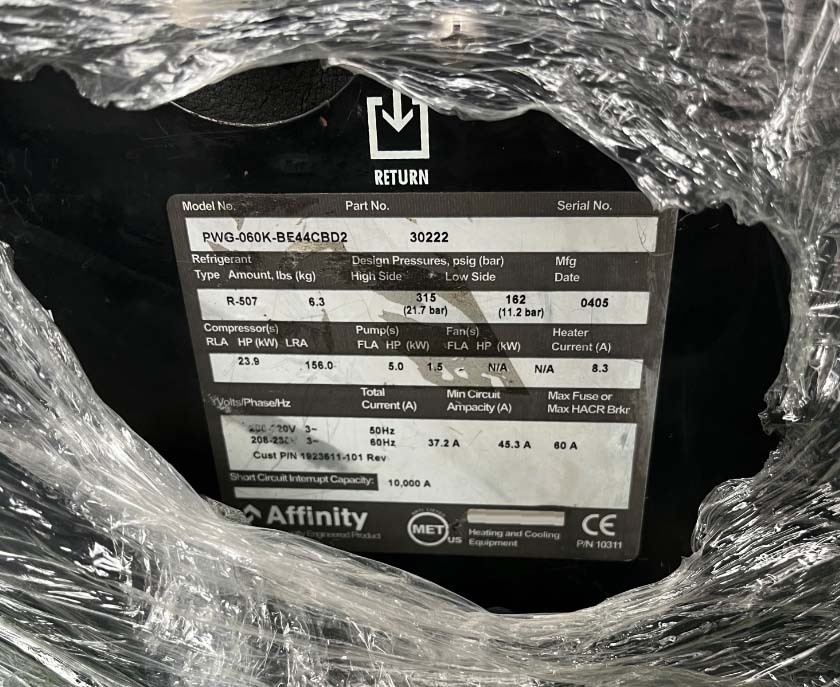 RETURN
Model No. Part No. Serial No.
PWG-060K-BE44CBD2 30222
Refrigerant Design Pressures, psig (bar) Mfg
Type Amount, lbs (kg) High Side Low Side Date
R-507 6.3 315 162 0405
(21.7 bar) (11.2 bar)
Compressor(s) Pump(s) Fan(s) Heater
RLA HP (kW) LRA FLA HP (kW) FLA HP (kW) Current (A)
23.9 156.0 5.0 1.5 N/A N/A 8.3
Volts/Phase/Hz Total Min Circuit Max Fuse or
Current (A) Ampacity (A) Max HACR Brkr
3~ 50Hz
3~ 60Hz 37.2 A 45.3 A 60 A
Cust P/N 1923611-101 Rev
Short Circuit Interrupt Capacity: 10,000 A
Affinity
Engineered Product
MET US
Heating and Cooling
Equipment
CE
P/N 10311